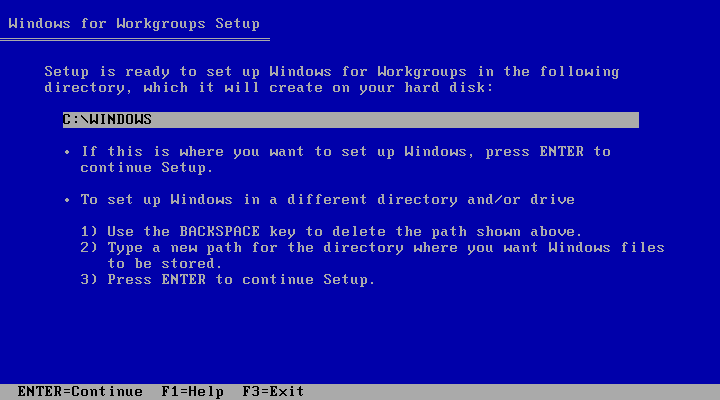 Windows for Workgroups Setup
Setup is ready to set up Windows for Workgroups in the following
directory, which it will create on your hard disk:
C:\WINDOWS
• If this is where you want to set up Windows, press ENTER to
continue Setup.
• To set up Windows in a different directory and/or drive
1) Use the BACKSPACE key to delete the path shown above.
2) Type a new path for the directory where you want Windows files
to be stored.
3) Press ENTER to continue Setup.
ENTER=Continue F1=Help F3=Exit